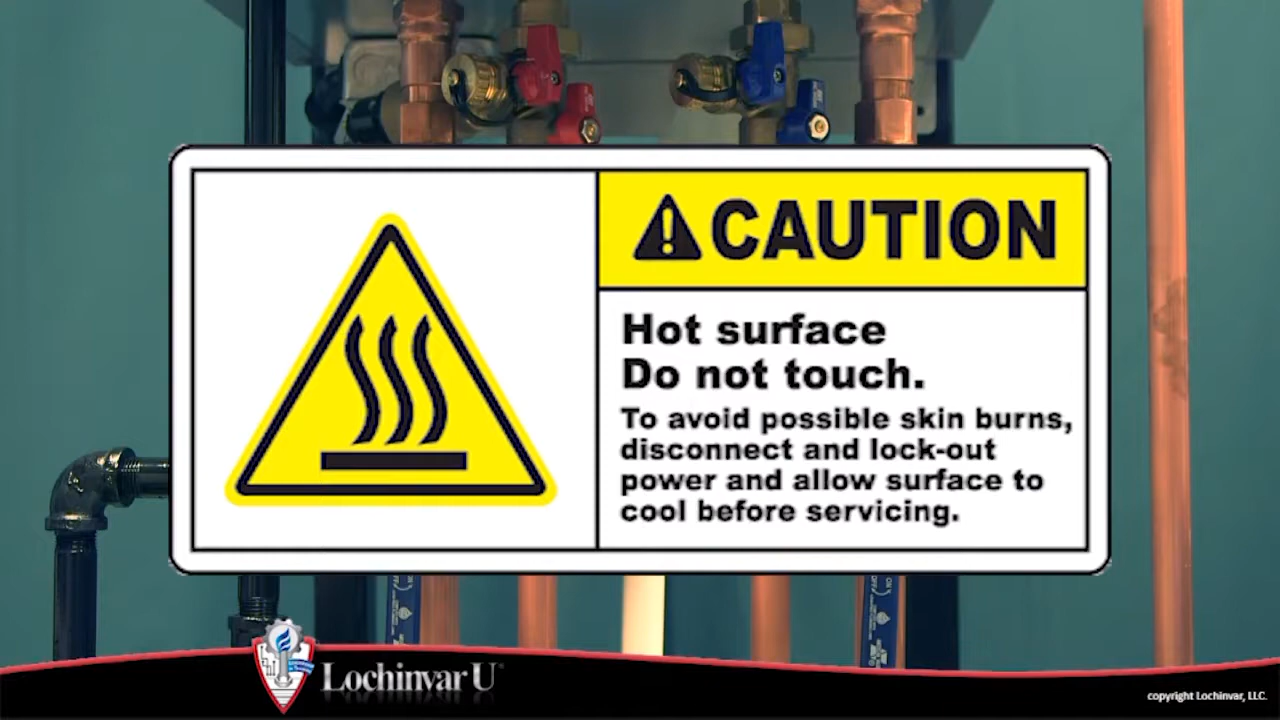 CAUTION
Hot surface
Do not touch.
To avoid possible skin burns,
disconnect and lock-out
power and allow surface to
cool before servicing.
Lochinvar U
copyright Lochinvar, LLC.